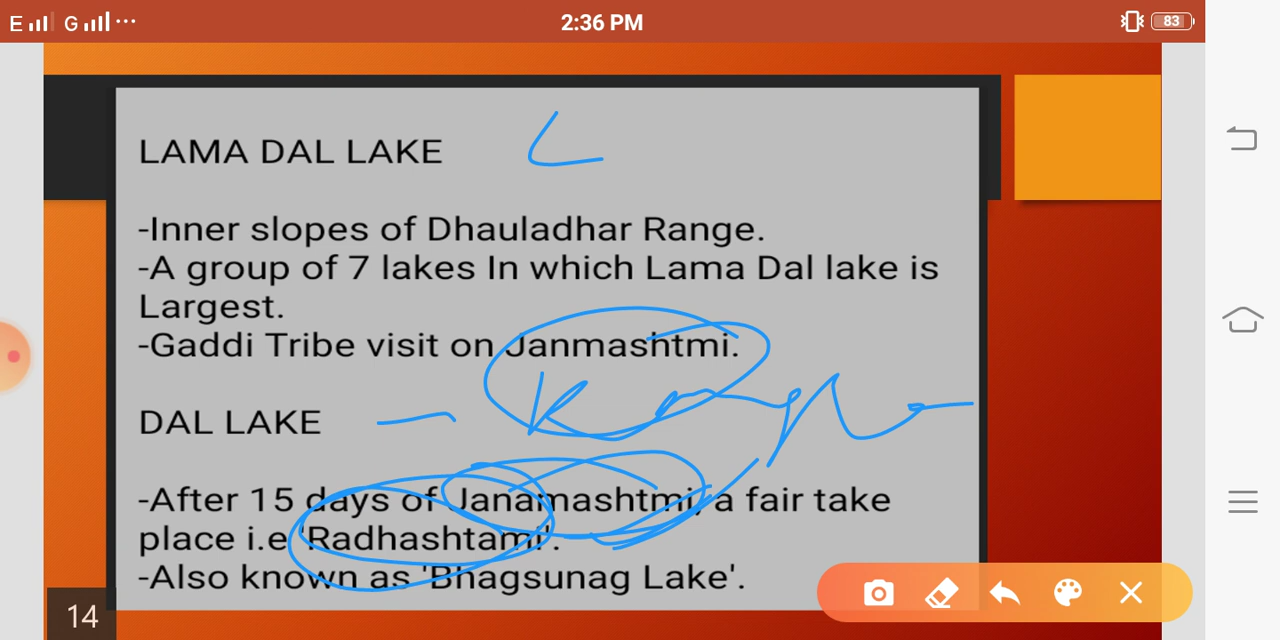 E G 2:36 PM 83
LAMA DAL LAKE
-Inner slopes of Dhauladhar Range.
-A group of 7 lakes In which Lama Dal lake is
Largest.
-Gaddi Tribe visit on Janmashtmi.
DAL LAKE
-After 15 days of Janamashtmi, a fair take
place i.e 'Radhashtami'.
-Also known as 'Bhagsunag Lake'.
14